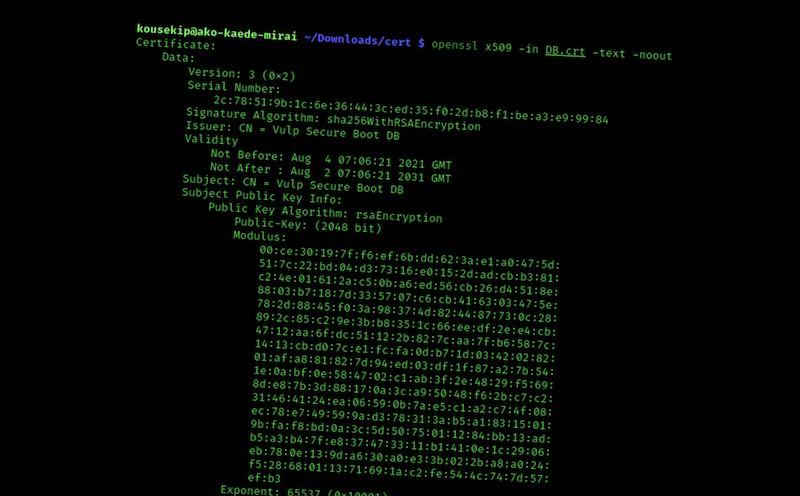 kousekip@ako-kaede-mirai ~/Downloads/cert $ openssl x509 -in DB.crt -text -noout
Certificate:
Data:
Version: 3 (0×2)
Serial Number:
2c:78:51:9b:1c:6e:36:44:3c:ed:35:f0:2d:b8:f1:be:a3:e9:99:84
Signature Algorithm: sha256WithRSAEncryption
Issuer: CN = Vulp Secure Boot DB
Validity
Not Before: Aug 4 07:06:21 2021 GMT
Not After : Aug 2 07:06:21 2031 GMT
Subject: CN = Vulp Secure Boot DB
Subject Public Key Info:
Public Key Algorithm: rsaEncryption
Public-Key: (2048 bit)
Modulus:
00:ce:30:19:7f:f6:ef:6b:dd:62:3a:e1:a0:47:5d:
51:7c:22:bd:04:d3:73:16:e0:15:2d:ad:cb:b3:81:
c2:4e:01:61:2a:c5:0b:a6:ed:56:cb:26:d4:51:8e:
88:03:b7:18:7d:33:57:07:c6:cb:41:63:03:47:5e:
78:2d:88:45:f0:3a:98:37:4d:82:44:87:73:0c:28:
89:2c:85:c2:9e:3b:b8:35:1c:66:ee:df:2e:e4:cb:
47:12:aa:6f:dc:51:12:2b:82:7c:aa:7f:b6:58:7c:
14:13:cb:d0:7c:e1:fc:fa:0d:b7:1d:03:42:02:82:
01:af:a8:81:82:7d:94:ed:03:df:1f:87:a2:7b:54:
1e:0a:bf:0e:58:47:02:c1:ab:3f:2e:48:29:f5:69:
8d:e8:7b:3d:88:17:0a:3c:a9:50:48:f6:2b:c7:c2:
31:46:41:24:ea:06:59:0b:7a:e5:c1:a2:c7:4f:08:
ec:78:e7:49:59:9a:d3:78:31:3a:b5:a1:83:15:01:
9b:fa:f8:bd:0a:3c:5d:50:75:01:12:84:bb:13:ad:
b5:a3:b4:7f:e8:37:47:33:11:b1:41:0e:1c:29:06:
eb:78:0e:13:9d:a6:30:a0:e3:3b:02:2b:a8:a0:24:
f5:28:68:01:13:71:69:1a:c2:fe:54:4c:74:7d:57:
ef:b3
Exponent: 65537 (0×10001)